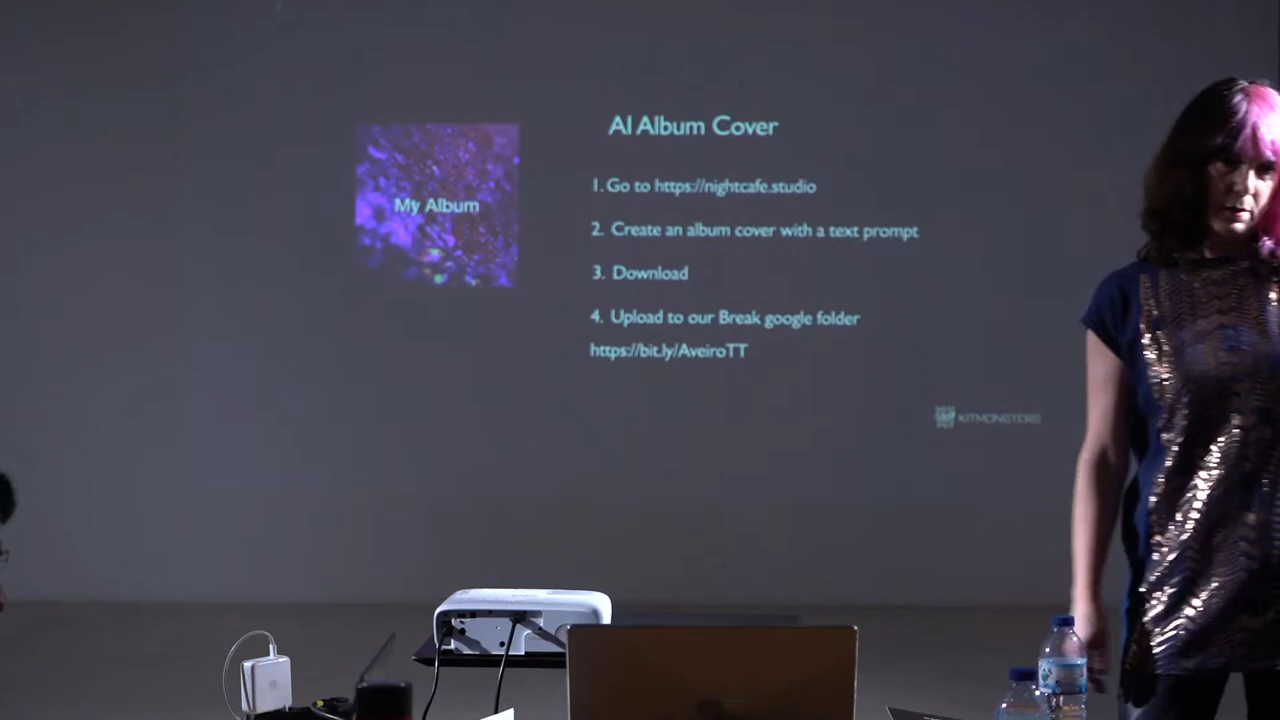 AI Album Cover
My Album
1. Go to https://nightcafe.studio
2. Create an album cover with a text prompt
3. Download
4. Upload to our Break google folder
https://bit.ly/AveiroTT
KITMONSTERS